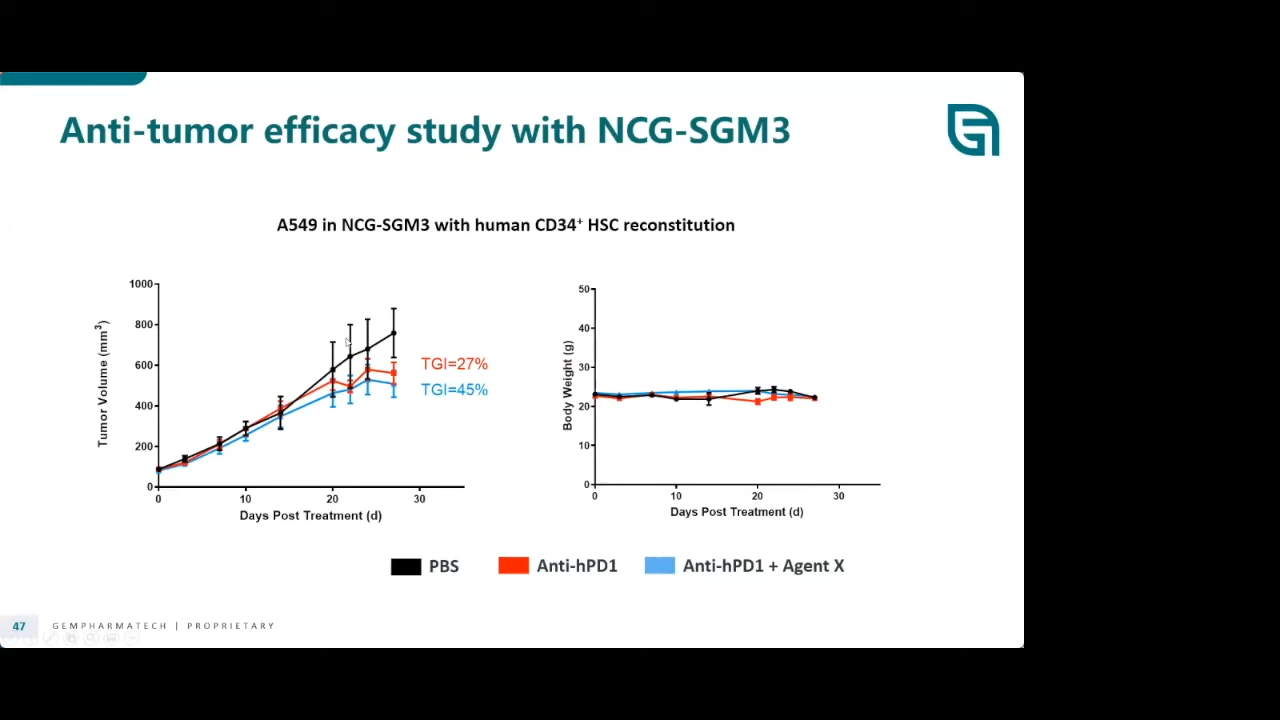 Anti-tumor efficacy study with NCG-SGM3
A549 in NCG-SGM3 with human CD34⁺ HSC reconstitution
1000
800
600
400
200
0
0 10 20 30
Tumor Volume (mm³)
Days Post Treatment (d)
TGI=27%
TGI=45%
50
40
30
20
10
0
0 10 20 30
Body Weight (g)
Days Post Treatment (d)
PBS Anti-hPD1 Anti-hPD1 + Agent X
47 GEMPHARMATECH | PROPRIETARY